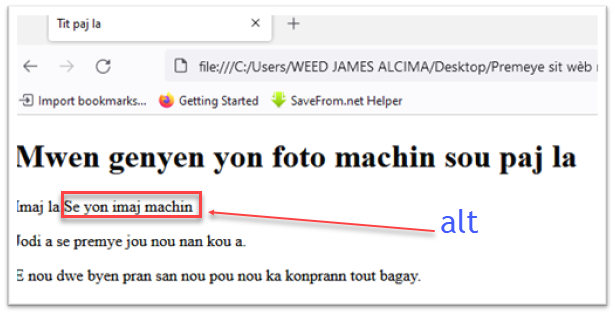 Tit paj la
file:///C:/Users/WEED JAMES ALCIMA/Desktop/Premeye sit wèb
Import bookmarks... Getting Started SaveFrom.net Helper
Mwen genyen yon foto machin sou paj la
Imaj la Se yon imaj machin
alt
Jodi a se premye jou nou nan kou a.
E nou dwe byen pran san nou pou nou ka konprann tout bagay.